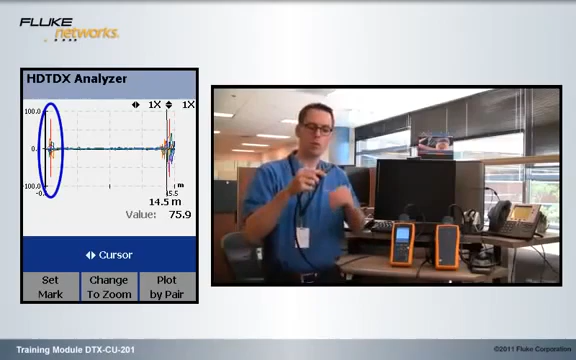 FLUKE
networks.
HDTDX Analyzer
1X 1X
100.0
0
100.0
-0. 15.5
m
14.5 m
Value: 75.9
Cursor
Set
Mark
Change
To Zoom
Plot
by Pair
Training Module DTX-CU-201
©2011 Fluke Corporation